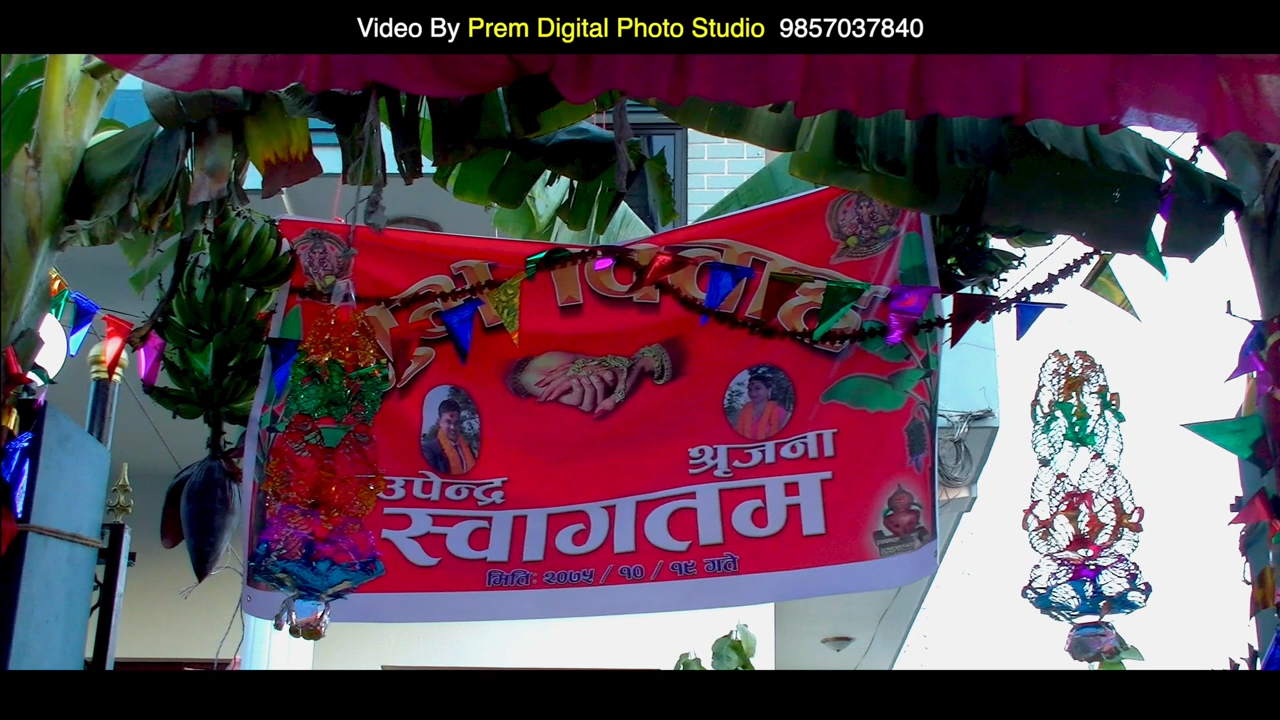 Video By Prem Digital Photo Studio 9857037840
शुभ विवाह
श्रृजना
उपेन्द्र
स्वागतम
मिति: २०७५ / १० / १९ गते